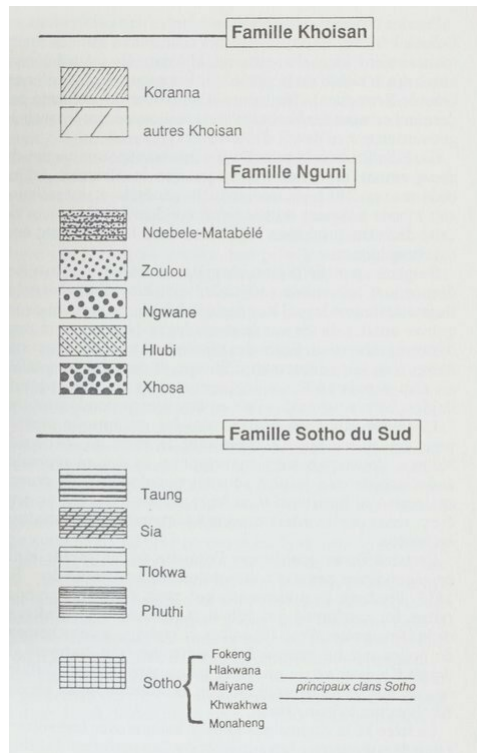 Famille Khoisan
Koranna
autres Khoisan
Famille Nguni
Ndebele-Matabélé
Zoulou
Ngwane
Hlubi
Xhosa
Famille Sotho du Sud
Taung
Sia
Tlokwa
Phuthi
Sotho
Fokeng
Hlakwana
Maiyane
Khwakhwa
Monaheng
principaux clans Sotho